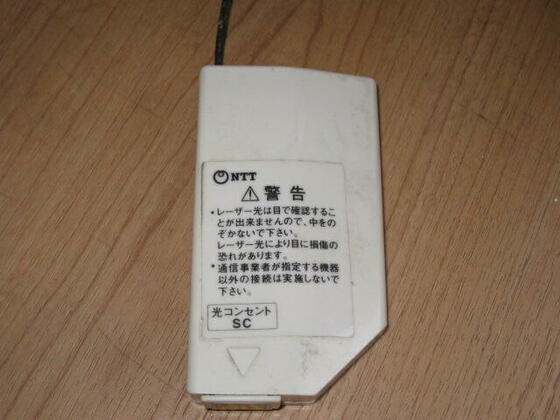 NTT
⚠ 警告
・レーザー光は目で確認するこ
とが出来ませんので、中をの
ぞかないで下さい。
レーザー光により目に損傷の
恐れがあります。
・通信事業者が指定する機器
以外の接続は実施しないで
下さい。
光コンセント
SC